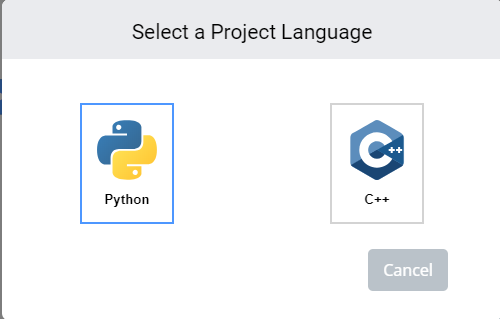 Select a Project Language
C++
Python
C++
Cancel